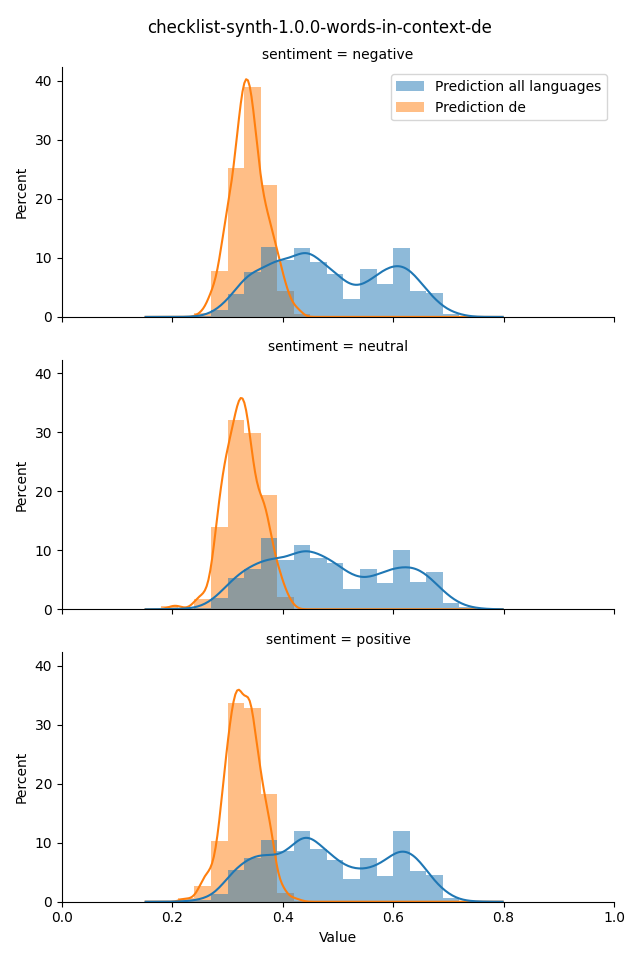 checklist-synth-1.0.0-words-in-context-de
sentiment = negative
Prediction all languages
Prediction de
Percent
40
30
20
10
0
sentiment = neutral
Percent
40
30
20
10
0
sentiment = positive
Percent
40
30
20
10
0
0.0 0.2 0.4 0.6 0.8 1.0
Value